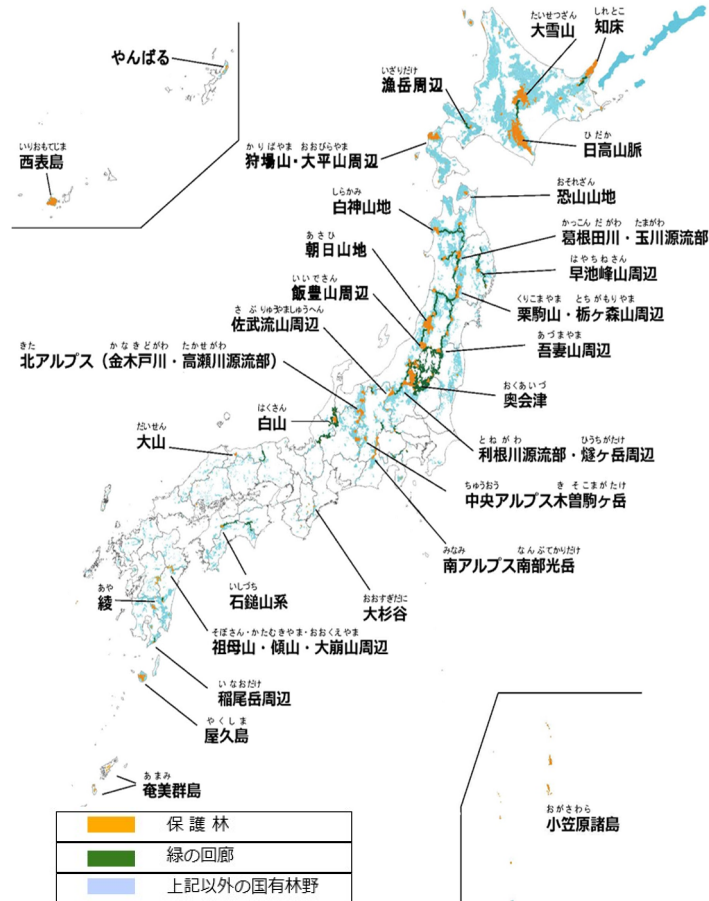 たいせつざん
大雪山
しれとこ
知床
やんばる
いざりだけ
漁岳周辺
いりおもてじま
西表島
かりばやま おおびらやま
狩場山・大平山周辺
ひだか
日高山脈
しらかみ
白神山地
おそれざん
恐山山地
かっこんだがわ たまがわ
葛根田川・玉川源流部
あさひ
朝日山地
はやちねさん
早池峰山周辺
いいでさん
飯豊山周辺
くりこまやま とちがもりやま
栗駒山・栃ヶ森山周辺
さぶりゅうやましゅうへん
佐武流山周辺
あづまやま
吾妻山周辺
きた かなきどがわ たかせがわ
北アルプス（金木戸川・高瀬川源流部）
おくあいづ
奥会津
はくさん
白山
だいせん
大山
とねがわ ひうちがたけ
利根川源流部・燧ヶ岳周辺
ちゅうおう きそこまがたけ
中央アルプス木曽駒ヶ岳
みなみ なんぶてかりだけ
南アルプス南部光岳
あや
綾
いしづち
石鎚山系
おおすぎだに
大杉谷
そぼさん・かたむきやま・おおくえやま
祖母山・傾山・大崩山周辺
いなおだけ
稲尾岳周辺
やくしま
屋久島
あまみ
奄美群島
おがさわら
小笠原諸島
保護林
緑の回廊
上記以外の国有林野